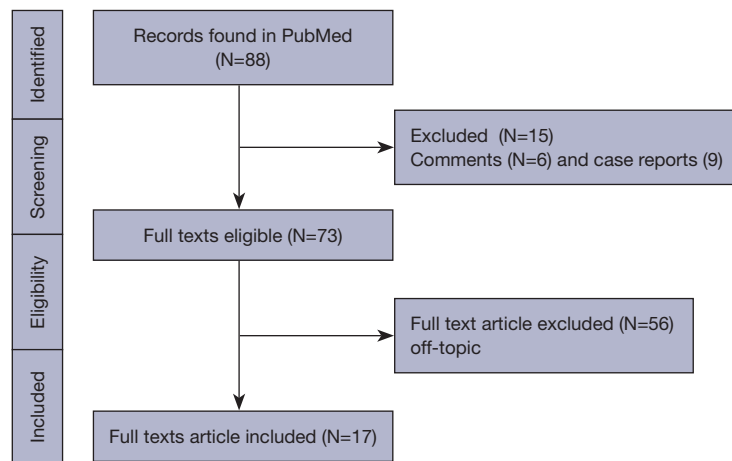 Identified
Records found in PubMed
(N=88)
Screening
Excluded (N=15)
Comments (N=6) and case reports (9)
Full texts eligible (N=73)
Eligibility
Full text article excluded (N=56)
off-topic
Included
Full texts article included (N=17)